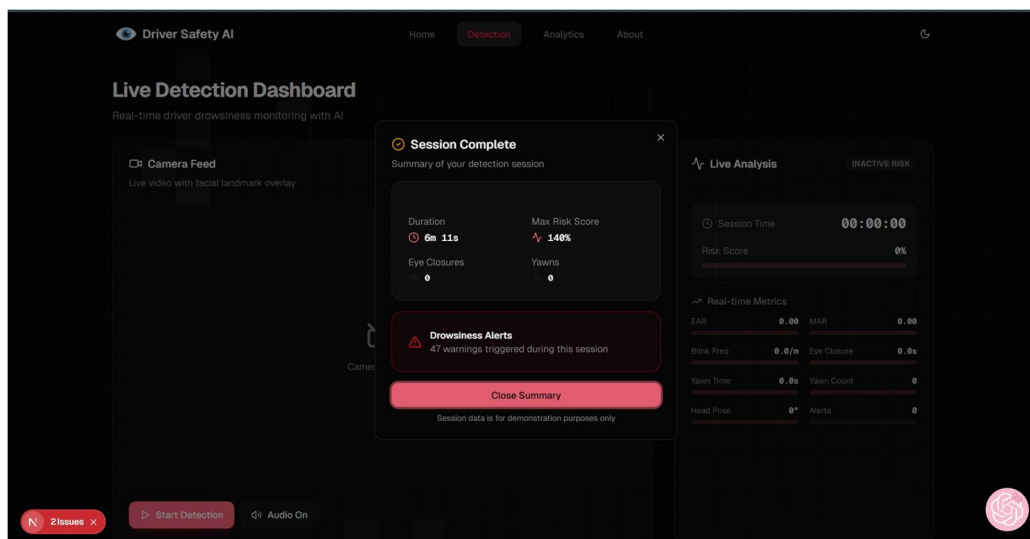 Driver Safety AI
Home
Detection
Analytics
About
Live Detection Dashboard
Real-time driver drowsiness monitoring with AI
Camera Feed
Live video with facial landmark overlay
Came
Start Detection
Audio On
Session Complete
Summary of your detection session
Duration
6m 11s
Max Risk Score
140%
Eye Closures
0
Yawns
0
Drowsiness Alerts
47 warnings triggered during this session
Close Summary
Session data is for demonstration purposes only
Live Analysis
INACTIVE RISK
Session Time
00:00:00
Risk Score
0%
Real-time Metrics
EAR 0.00 MAR 0.00
Blink Freq 0.0/m Eye Closure 0.0s
Yawn Time 0.0s Yawn Count 0
Head Pose 0° Alerts 0
N 2 Issues